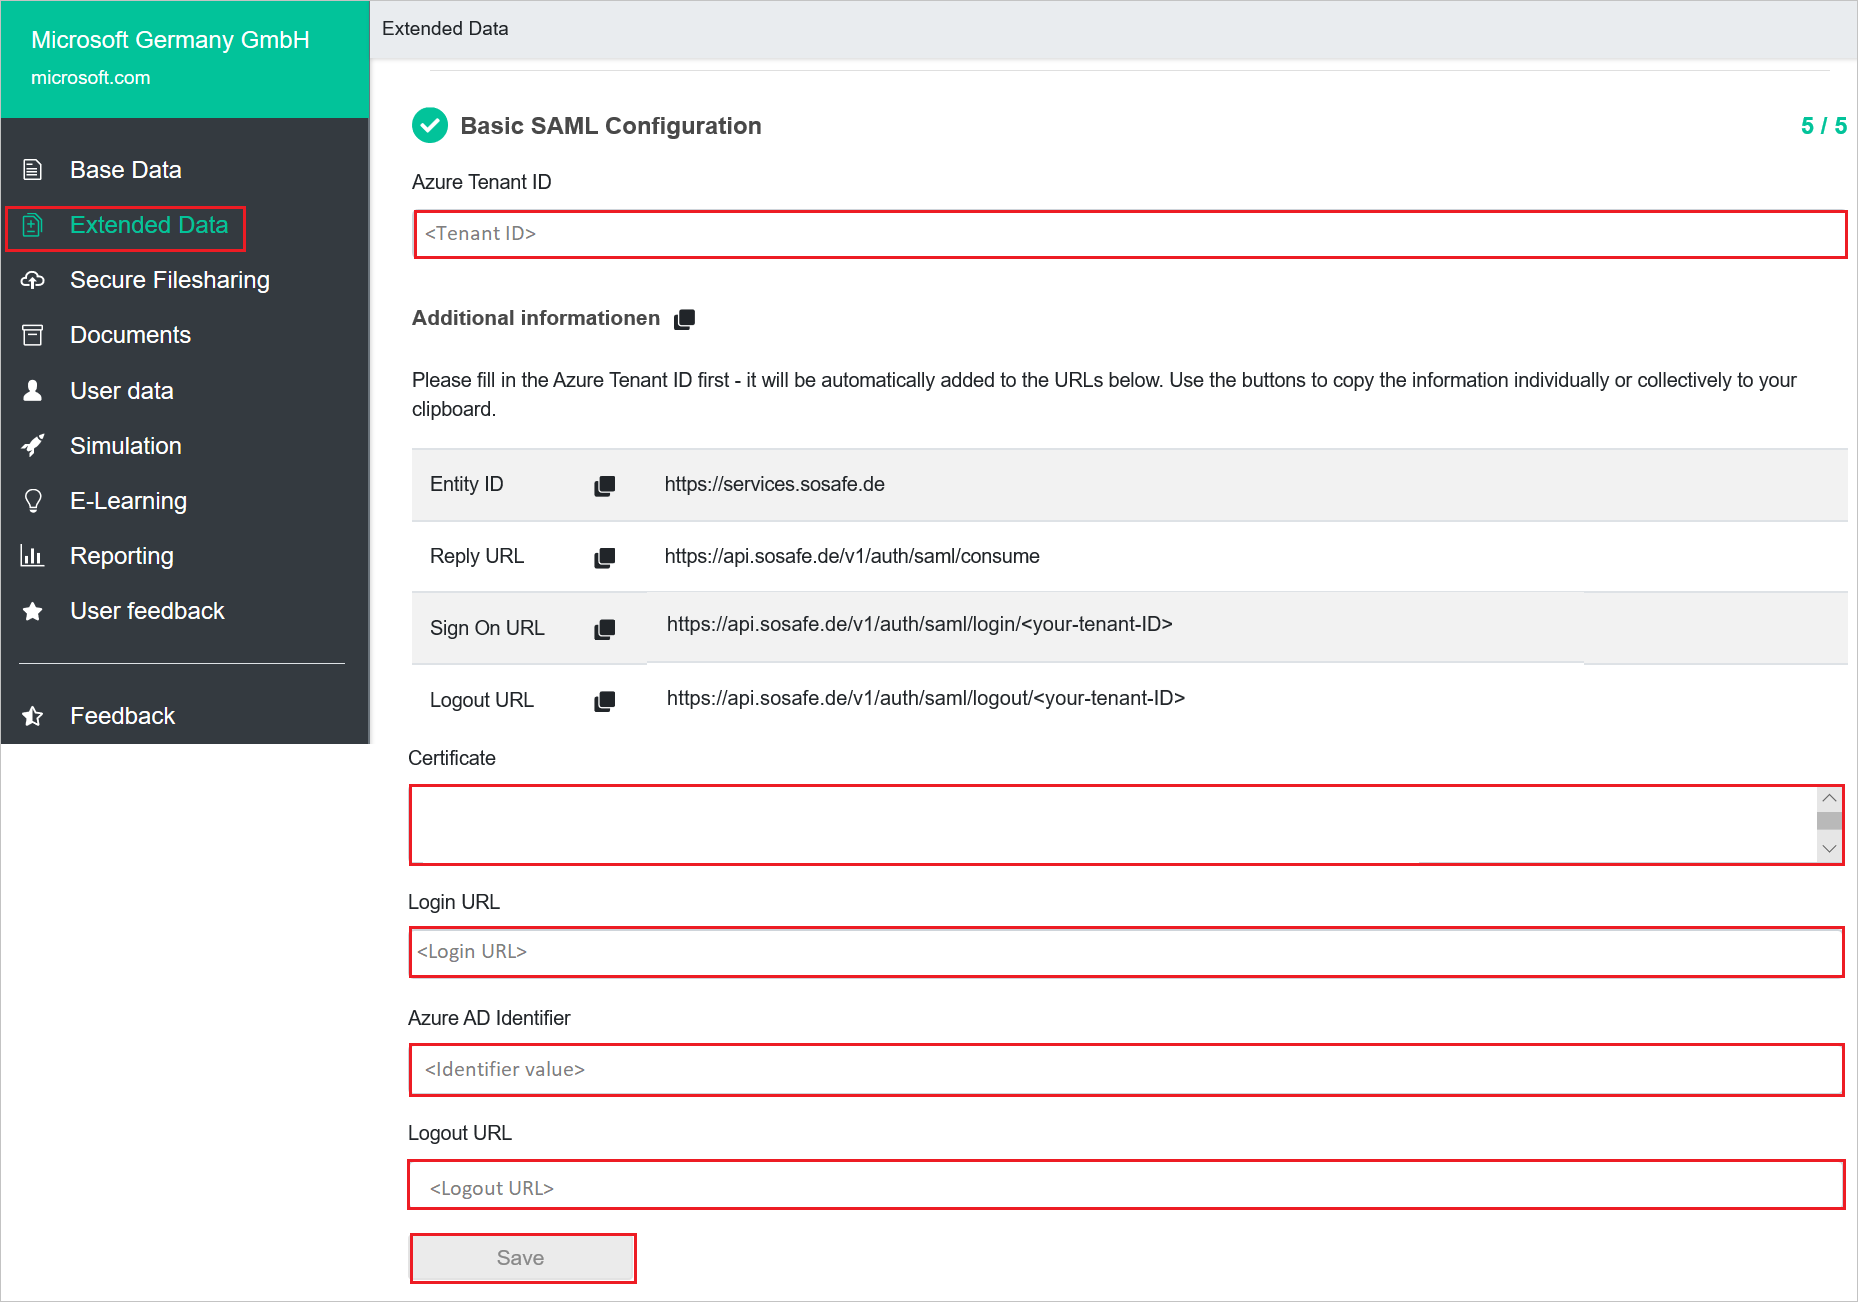 Microsoft Germany GmbH
microsoft.com
Base Data
Extended Data
Secure Filesharing
Documents
User data
Simulation
E-Learning
Reporting
User feedback
Feedback
Extended Data
Basic SAML Configuration
5 / 5
Azure Tenant ID
<Tenant ID>
Additional informationen
Please fill in the Azure Tenant ID first - it will be automatically added to the URLs below. Use the buttons to copy the information individually or collectively to your
clipboard.
Entity ID https://services.sosafe.de
Reply URL https://api.sosafe.de/v1/auth/saml/consume
Sign On URL https://api.sosafe.de/v1/auth/saml/login/<your-tenant-ID>
Logout URL https://api.sosafe.de/v1/auth/saml/logout/<your-tenant-ID>
Certificate
Login URL
<Login URL>
Azure AD Identifier
<Identifier value>
Logout URL
<Logout URL>
Save